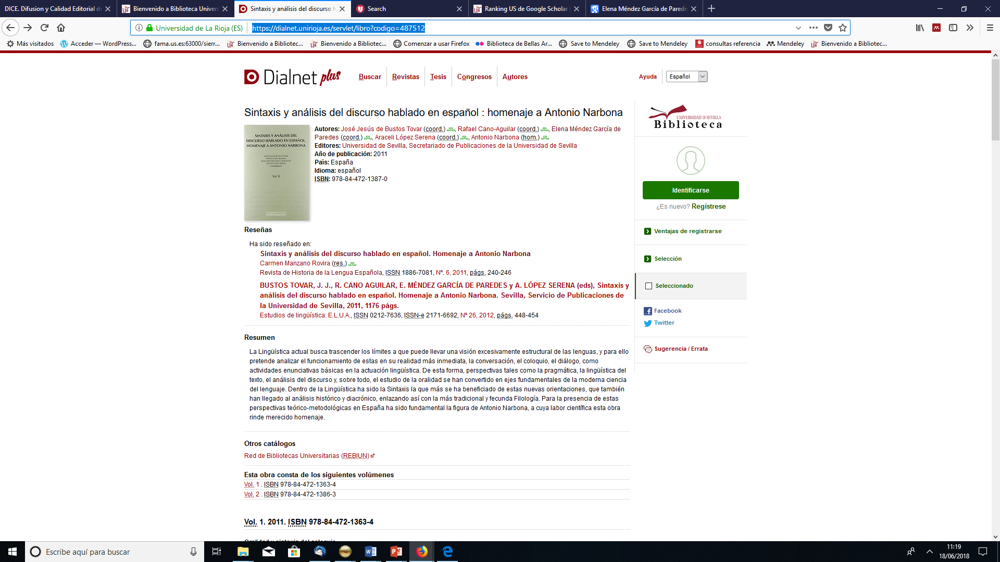 DICE. Difusion y Calidad Editorial de
Bienvenido a Biblioteca Univers
Sintaxis y análisis del discurso h
Search
Ranking US de Google Scholar |
Elena Méndez García de Parede
Universidad de La Rioja (ES)
https://dialnet.unirioja.es/servlet/libro?codigo=487512
Más visitados
Acceder — WordPress...
fama.us.es:63000/sierr...
Bienvenido a Bibliotec...
Bienvenido a Bibliotec...
Comenzar a usar Firefox
Biblioteca de Bellas Ar...
Save to Mendeley
Save to Mendeley
consultas referencia
Mendeley
Bienvenido a Bibliotec...
Dialnet plus
Buscar
Revistas
Tesis
Congresos
Autores
Ayuda
Español
Sintaxis y análisis del discurso hablado en español : homenaje a Antonio Narbona
SINTAXIS Y ANÁLISIS DEL
DISCURSO HABLADO EN ESPAÑOL.
HOMENAJE A ANTONIO NARBONA
Vol. II
Autores: José Jesús de Bustos Tovar (coord.), Rafael Cano-Aguilar (coord.), Elena Méndez García de
Paredes (coord.), Araceli López Serena (coord.), Antonio Narbona (hom.)
Editores: Universidad de Sevilla, Secretariado de Publicaciones de la Universidad de Sevilla
Año de publicación: 2011
País: España
Idioma: español
ISBN: 978-84-472-1387-0
Reseñas
Ha sido reseñado en:
Sintaxis y análisis del discurso hablado en español. Homenaje a Antonio Narbona
Carmen Manzano Rovira (res.)
Revista de Historia de la Lengua Española, ISSN 1886-7081, Nº. 6, 2011, págs. 240-246
BUSTOS TOVAR, J. J., R. CANO AGUILAR, E. MÉNDEZ GARCÍA DE PAREDES y A. LÓPEZ SERENA (eds), Sintaxis y
análisis del discurso hablado en español. Homenaje a Antonio Narbona. Sevilla, Servicio de Publicaciones de
la Universidad de Sevilla, 2011, 1176 págs.
Estudios de lingüística: E.L.U.A., ISSN 0212-7636, ISSN-e 2171-6692, Nº 26, 2012, págs. 448-454
Resumen
La Lingüística actual busca trascender los límites a que puede llevar una visión excesivamente estructural de las lenguas, y para ello
pretende analizar el funcionamiento de estas en su realidad más inmediata, la conversación, el coloquio, el diálogo, como
actividades enunciativas básicas en la actuación lingüística. De esta forma, perspectivas tales como la pragmática, la lingüística del
texto, el análisis del discurso y, sobre todo, el estudio de la oralidad se han convertido en ejes fundamentales de la moderna ciencia
del lenguaje. Dentro de la Lingüística ha sido la Sintaxis la que más se ha beneficiado de estas nuevas orientaciones, que también
han llegado al análisis histórico y diacrónico, enlazando así con la más tradicional y fecunda Filología. Para la presencia de estas
perspectivas teórico-metodológicas en España ha sido fundamental la figura de Antonio Narbona, a cuya labor científica esta obra
rinde merecido homenaje.
Otros catálogos
Red de Bibliotecas Universitarias (REBIUN)
Esta obra consta de los siguientes volúmenes
Vol. 1 . ISBN 978-84-472-1363-4
Vol. 2 . ISBN 978-84-472-1386-3
Vol. 1. 2011. ISBN 978-84-472-1363-4
Oralidad y sintaxis del coloquio
UNIVERSIDAD D SEVILLA
Biblioteca
Identificarse
¿Es nuevo? Regístrese
Ventajas de registrarse
Selección
Seleccionado
Facebook
Twitter
Sugerencia / Errata
Escribe aquí para buscar
11:19
18/06/2018